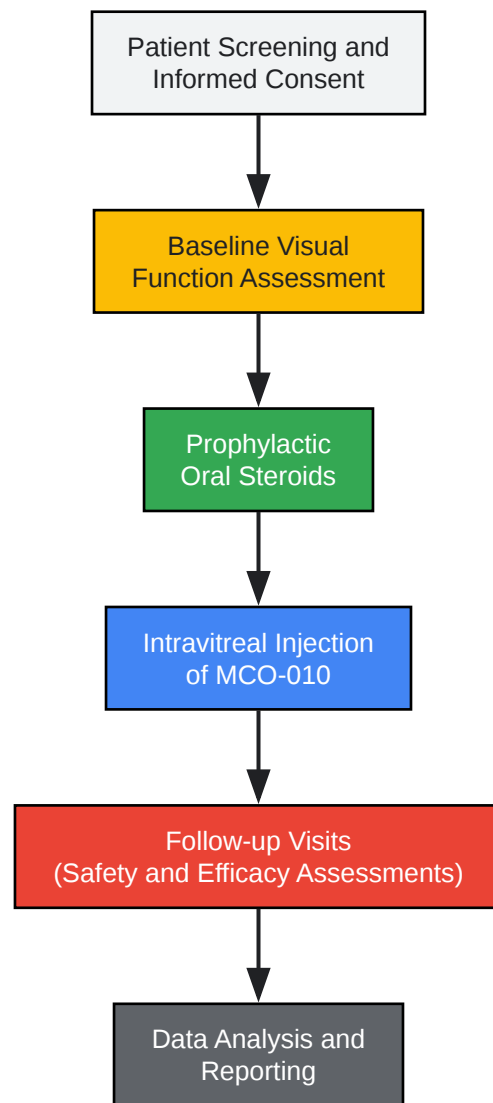 Patient Screening and
Informed Consent
Baseline Visual
Function Assessment
Prophylactic
Oral Steroids
Intravitreal Injection
of MCO-010
Follow-up Visits
(Safety and Efficacy Assessments)
Data Analysis and
Reporting